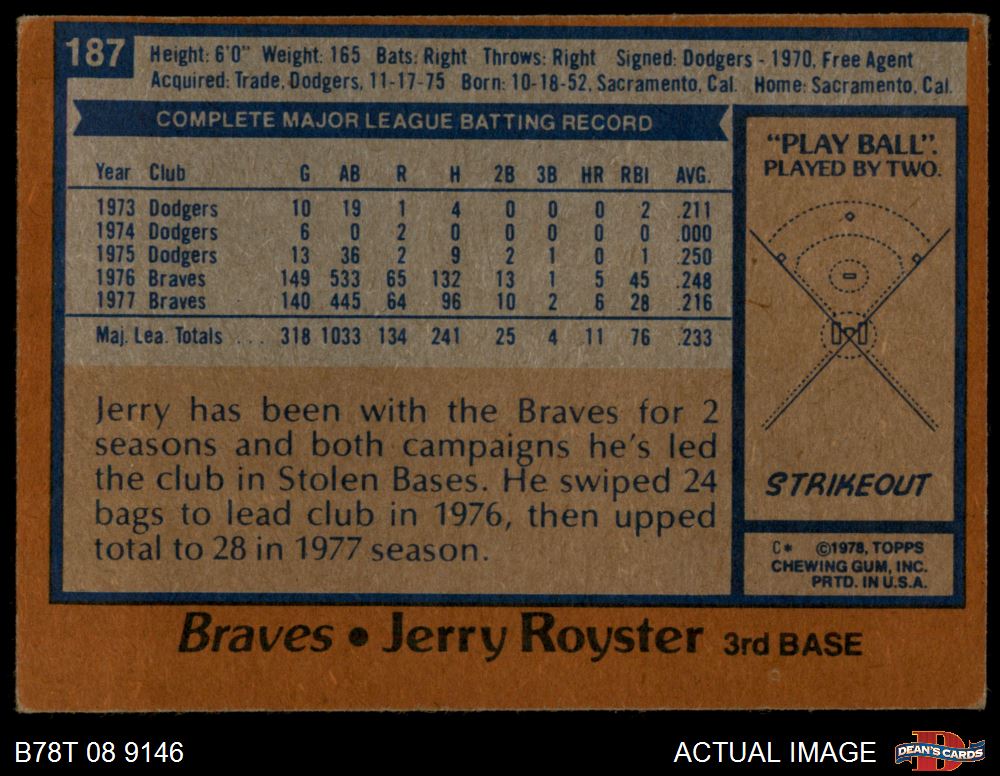 187
Height: 6'0" Weight: 165 Bats: Right Throws: Right Signed: Dodgers - 1970, Free Agent
Acquired: Trade, Dodgers, 11-17-75 Born: 10-18-52, Sacramento, Cal. Home: Sacramento, Cal.
COMPLETE MAJOR LEAGUE BATTING RECORD
Year Club G AB R H 2B 3B HR RBI AVG.
1973 Dodgers 10 19 1 4 0 0 0 2 .211
1974 Dodgers 6 0 2 0 0 0 0 0 .000
1975 Dodgers 13 36 2 9 2 1 0 1 .250
1976 Braves 149 533 65 132 13 1 5 45 .248
1977 Braves 140 445 64 96 10 2 6 28 .216
Maj. Lea. Totals ... 318 1033 134 241 25 4 11 76 .233
Jerry has been with the Braves for 2
seasons and both campaigns he's led
the club in Stolen Bases. He swiped 24
bags to lead club in 1976, then upped
total to 28 in 1977 season.
"PLAY BALL".
PLAYED BY TWO.
STRIKEOUT
C* ©1978, TOPPS
CHEWING GUM, INC.
PRTD. IN U.S.A.
Braves • Jerry Royster 3rd BASE
B78T 08 9146
ACTUAL IMAGE
D
DEAN'S CARDS